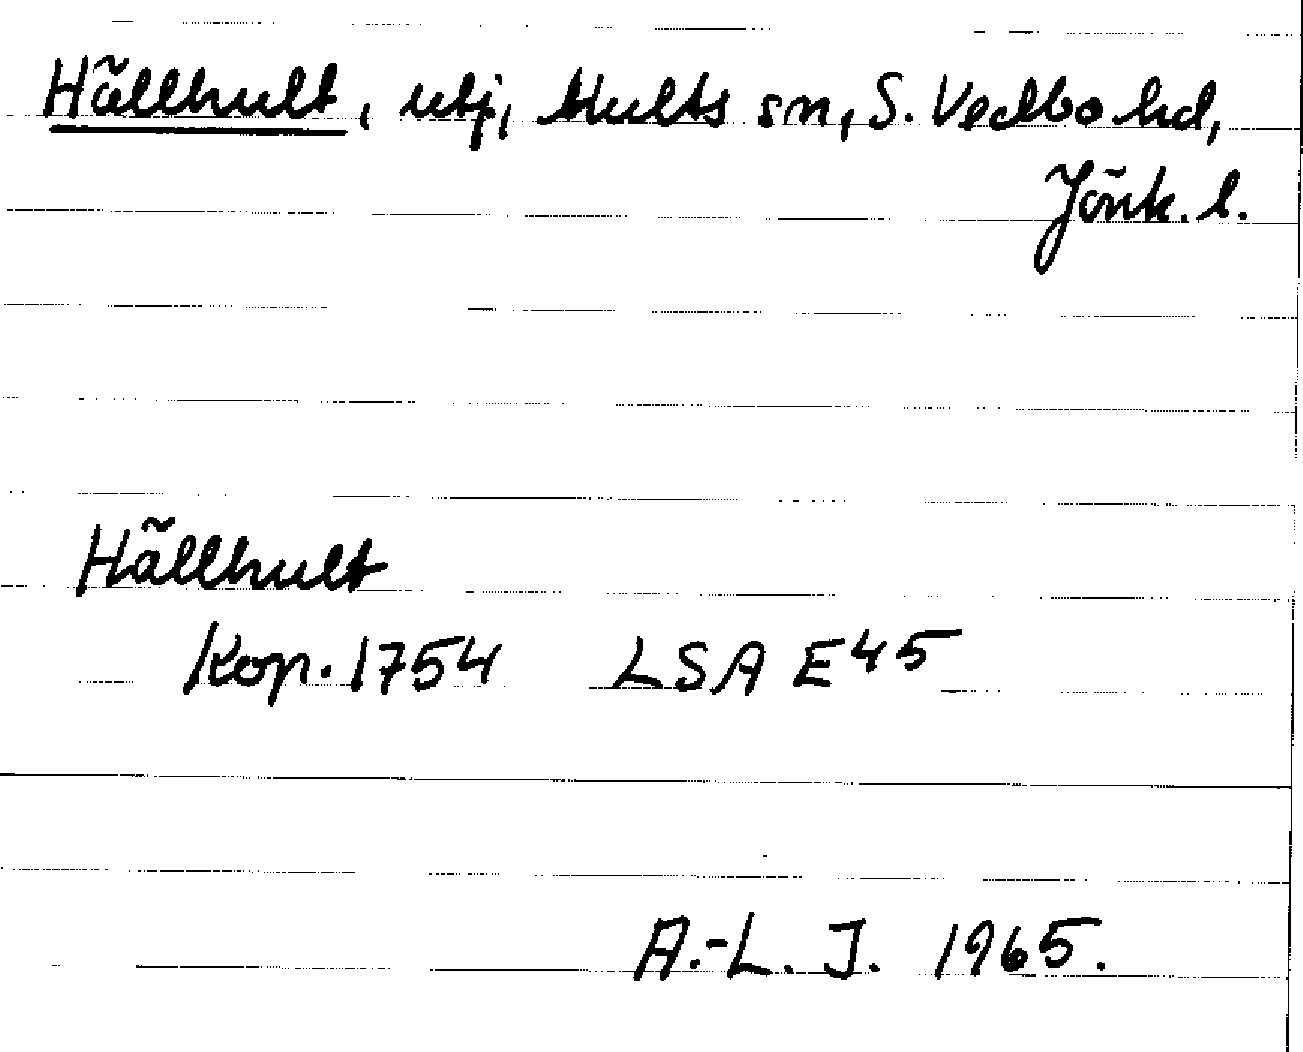 Hällhult, utj, Hults sn, S. Vedbo hd,
Jönk. l.
Hällhult
Kop. 1754 LSA E45
A.-L. J. 1965.